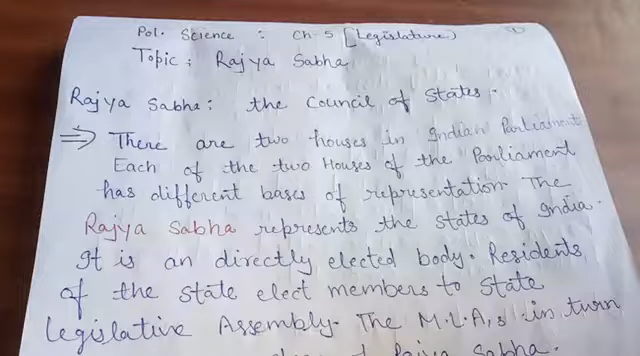 Pol. Science : Ch-5 [Legislature) 1
Topic: Rajya Sabha
Rajya Sabha: the Council of States.
⇒ There are two houses in Indian Parliament
Each of the two Houses of the Parliament
has different bases of representation. The
Rajya Sabha represents the states of India.
It is an directly elected body. Residents
of the state elect members to state
legislative Assembly. The M.L.A,s in turn
Rajya Sabha.